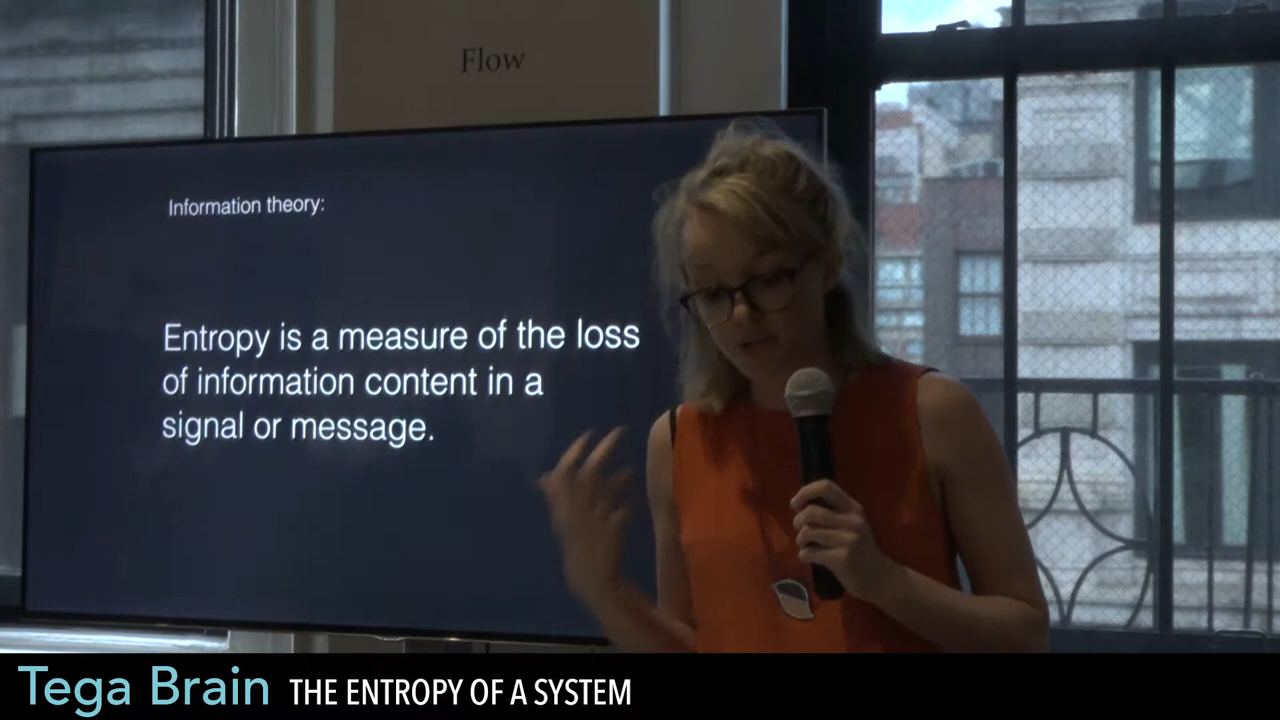 Flow
Information theory:
Entropy is a measure of the loss
of information content in a
signal or message.
Tega Brain THE ENTROPY OF A SYSTEM